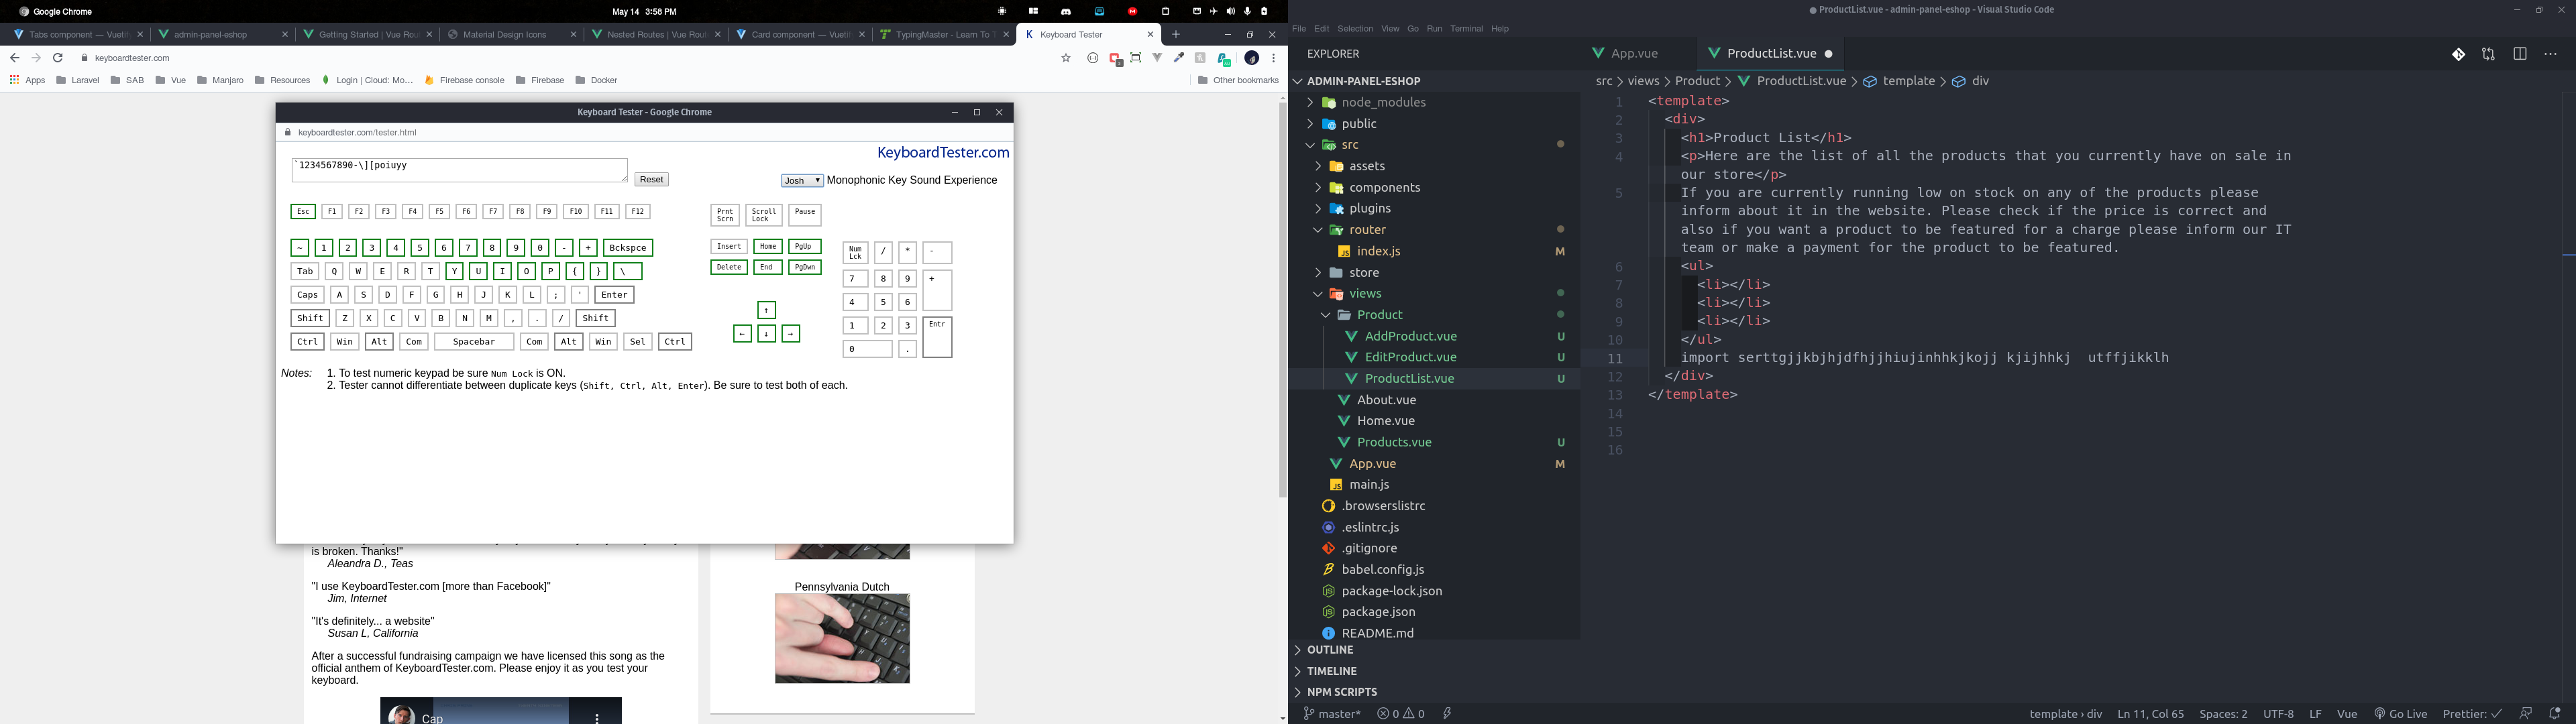 Google Chrome
May 14 3:58 PM
Tabs component — Vuetif
admin-panel-eshop
Getting Started | Vue Rou
Material Design Icons
Nested Routes | Vue Rout
Card component — Vuetif
TypingMaster - Learn To T
Keyboard Tester
keyboardtester.com
Apps
Laravel
SAB
Vue
Manjaro
Resources
Login | Cloud: Mo...
Firebase console
Firebase
Docker
Other bookmarks
Keyboard Tester - Google Chrome
keyboardtester.com/tester.html
KeyboardTester.com
`1234567890-\][poiuyy
Reset
Josh
Monophonic Key Sound Experience
Esc F1 F2 F3 F4 F5 F6 F7 F8 F9 F10 F11 F12
Prnt Scrn
Scroll Lock
Pause
~ 1 2 3 4 5 6 7 8 9 0 - + Bckspce
Insert Home PgUp
Num Lck
/ * -
Tab Q W E R T Y U I O P { } \
Delete End PgDwn
7 8 9 +
Caps A S D F G H J K L ; ' Enter
4 5 6
Shift Z X C V B N M , . / Shift
↑
1 2 3 Entr
Ctrl Win Alt Com Spacebar Com Alt Win Sel Ctrl
← ↓ →
0 .
Notes: 1. To test numeric keypad be sure Num Lock is ON.
2. Tester cannot differentiate between duplicate keys (Shift, Ctrl, Alt, Enter). Be sure to test both of each.
is broken. Thanks!"
Aleandra D., Teas
"I use KeyboardTester.com [more than Facebook]"
Jim, Internet
"It's definitely... a website"
Susan L, California
After a successful fundraising campaign we have licensed this song as the
official anthem of KeyboardTester.com. Please enjoy it as you test your
keyboard.
Cap
Pennsylvania Dutch
ProductList.vue - admin-panel-eshop - Visual Studio Code
File Edit Selection View Go Run Terminal Help
EXPLORER
App.vue
ProductList.vue
ADMIN-PANEL-ESHOP
src > views > Product > ProductList.vue > template > div
node_modules
public
src
assets
components
plugins
router
index.js M
store
views
Product
AddProduct.vue U
EditProduct.vue U
ProductList.vue U
About.vue
Home.vue
Products.vue U
App.vue M
main.js
.browserslistrc
.eslintrc.js
.gitignore
babel.config.js
package-lock.json
package.json
README.md
OUTLINE
TIMELINE
NPM SCRIPTS
1 <template>
2 <div>
3 <h1>Product List</h1>
4 <p>Here are the list of all the products that you currently have on sale in
our store</p>
5 If you are currently running low on stock on any of the products please
inform about it in the website. Please check if the price is correct and
also if you want a product to be featured for a charge please inform our IT
team or make a payment for the product to be featured.
6 <ul>
7 <li></li>
8 <li></li>
9 <li></li>
10 </ul>
11 import serttgjjkbjhjdfhjjhiujinhhkjkojj kjijhhkj  utffjikklh
12 </div>
13 </template>
14
15
16
master*
0 0
template › div
Ln 11, Col 65
Spaces: 2
UTF-8
LF
Vue
Go Live
Prettier: ✓